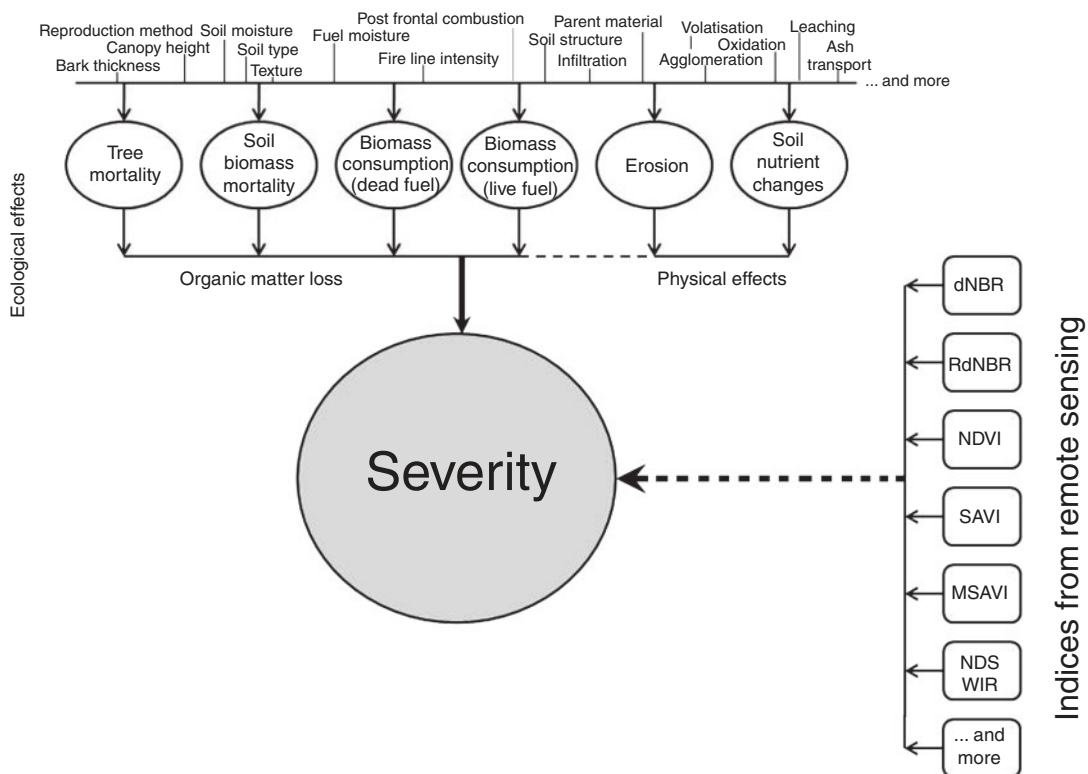 Post frontal combustion
Parent material
Reproduction method
Soil moisture
Fuel moisture
Soil structure
Volatisation
Leaching
Canopy height
Soil type
Fire line intensity
Infiltration
Agglomeration
Oxidation
Ash
transport
Bark thickness
Texture
... and more
Tree
mortality
Soil
biomass
mortality
Biomass
consumption
(dead fuel)
Biomass
consumption
(live fuel)
Erosion
Soil
nutrient
changes
Ecological effects
Organic matter loss
Physical effects
Severity
dNBR
RdNBR
NDVI
SAVI
MSAVI
NDS
WIR
... and
more
Indices from remote sensing